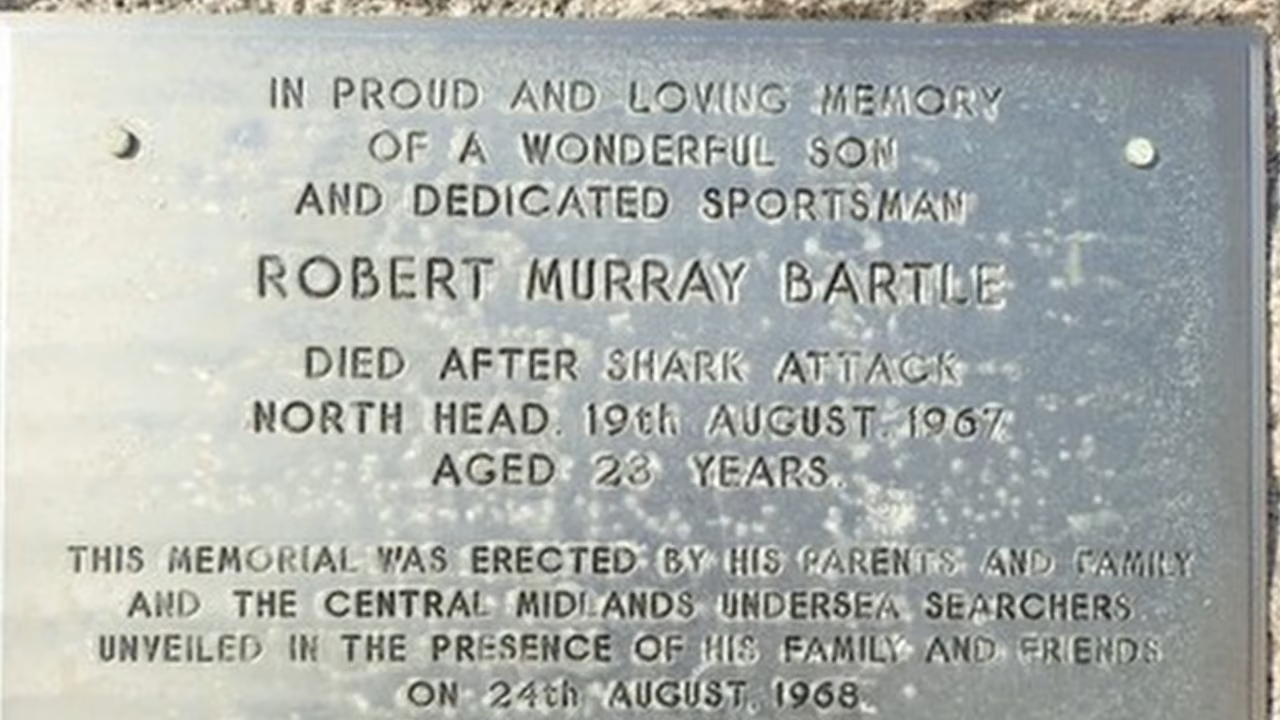 IN PROUD AND LOVING MEMORY
OF A WONDERFUL SON
AND DEDICATED SPORTSMAN
ROBERT MURRAY BARTLE
DIED AFTER SHARK ATTACK
NORTH HEAD. 19th AUGUST. 1967
AGED 23 YEARS.
THIS MEMORIAL WAS ERECTED BY HIS PARENTS AND FAMILY
AND THE CENTRAL MIDLANDS UNDERSEA SEARCHERS.
UNVEILED IN THE PRESENCE OF HIS FAMILY AND FRIENDS
ON 24th AUGUST, 1968.